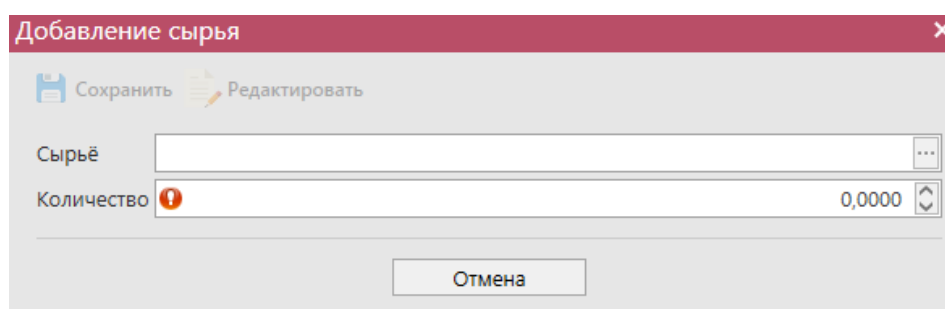 Добавление сырья
Сохранить Редактировать
Сырьё
Количество 0,0000
Отмена